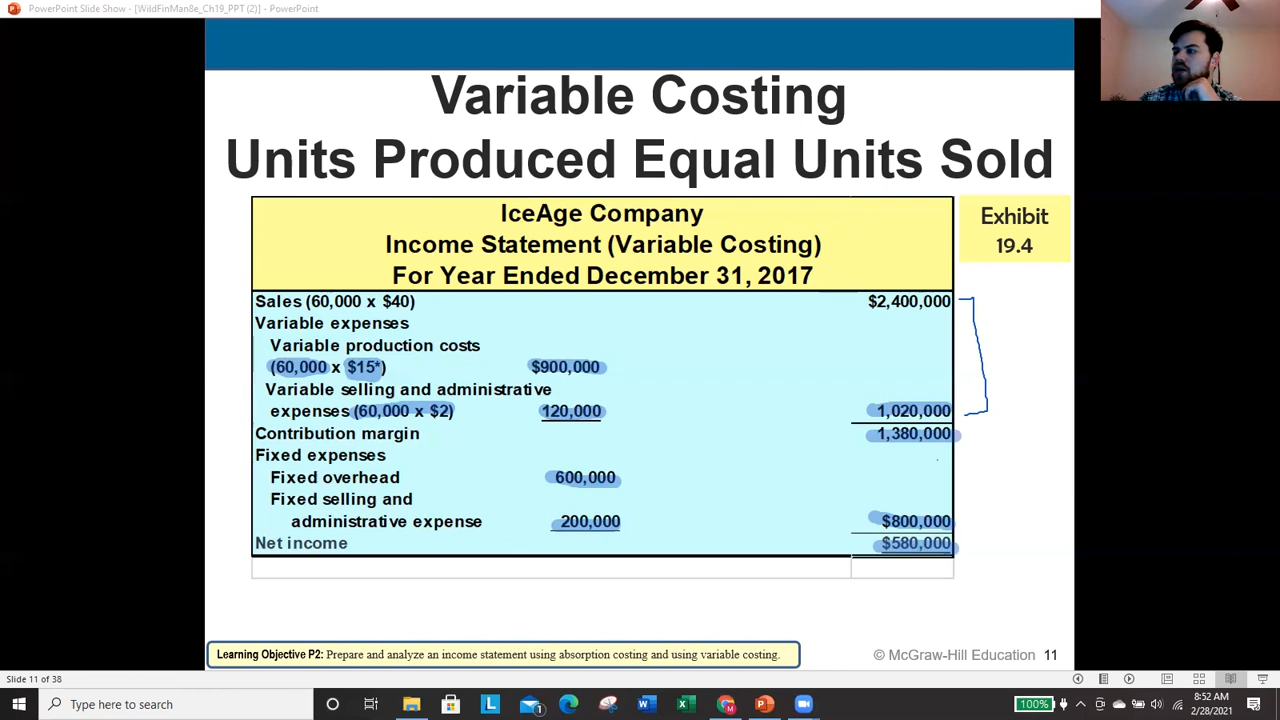 PowerPoint Slide Show - [WildFinMan8e_Ch19_PPT (2)] - PowerPoint
Variable Costing
Units Produced Equal Units Sold
IceAge Company
Income Statement (Variable Costing)
For Year Ended December 31, 2017
Exhibit
19.4
Sales (60,000 x $40) $2,400,000
Variable expenses
Variable production costs
(60,000 x $15*) $900,000
Variable selling and administrative
expenses (60,000 x $2) 120,000 1,020,000
Contribution margin 1,380,000
Fixed expenses
Fixed overhead 600,000
Fixed selling and
administrative expense 200,000 $800,000
Net income $580,000
Learning Objective P2: Prepare and analyze an income statement using absorption costing and using variable costing.
© McGraw-Hill Education 11
Slide 11 of 38
Type here to search
100%
8:52 AM
2/28/2021